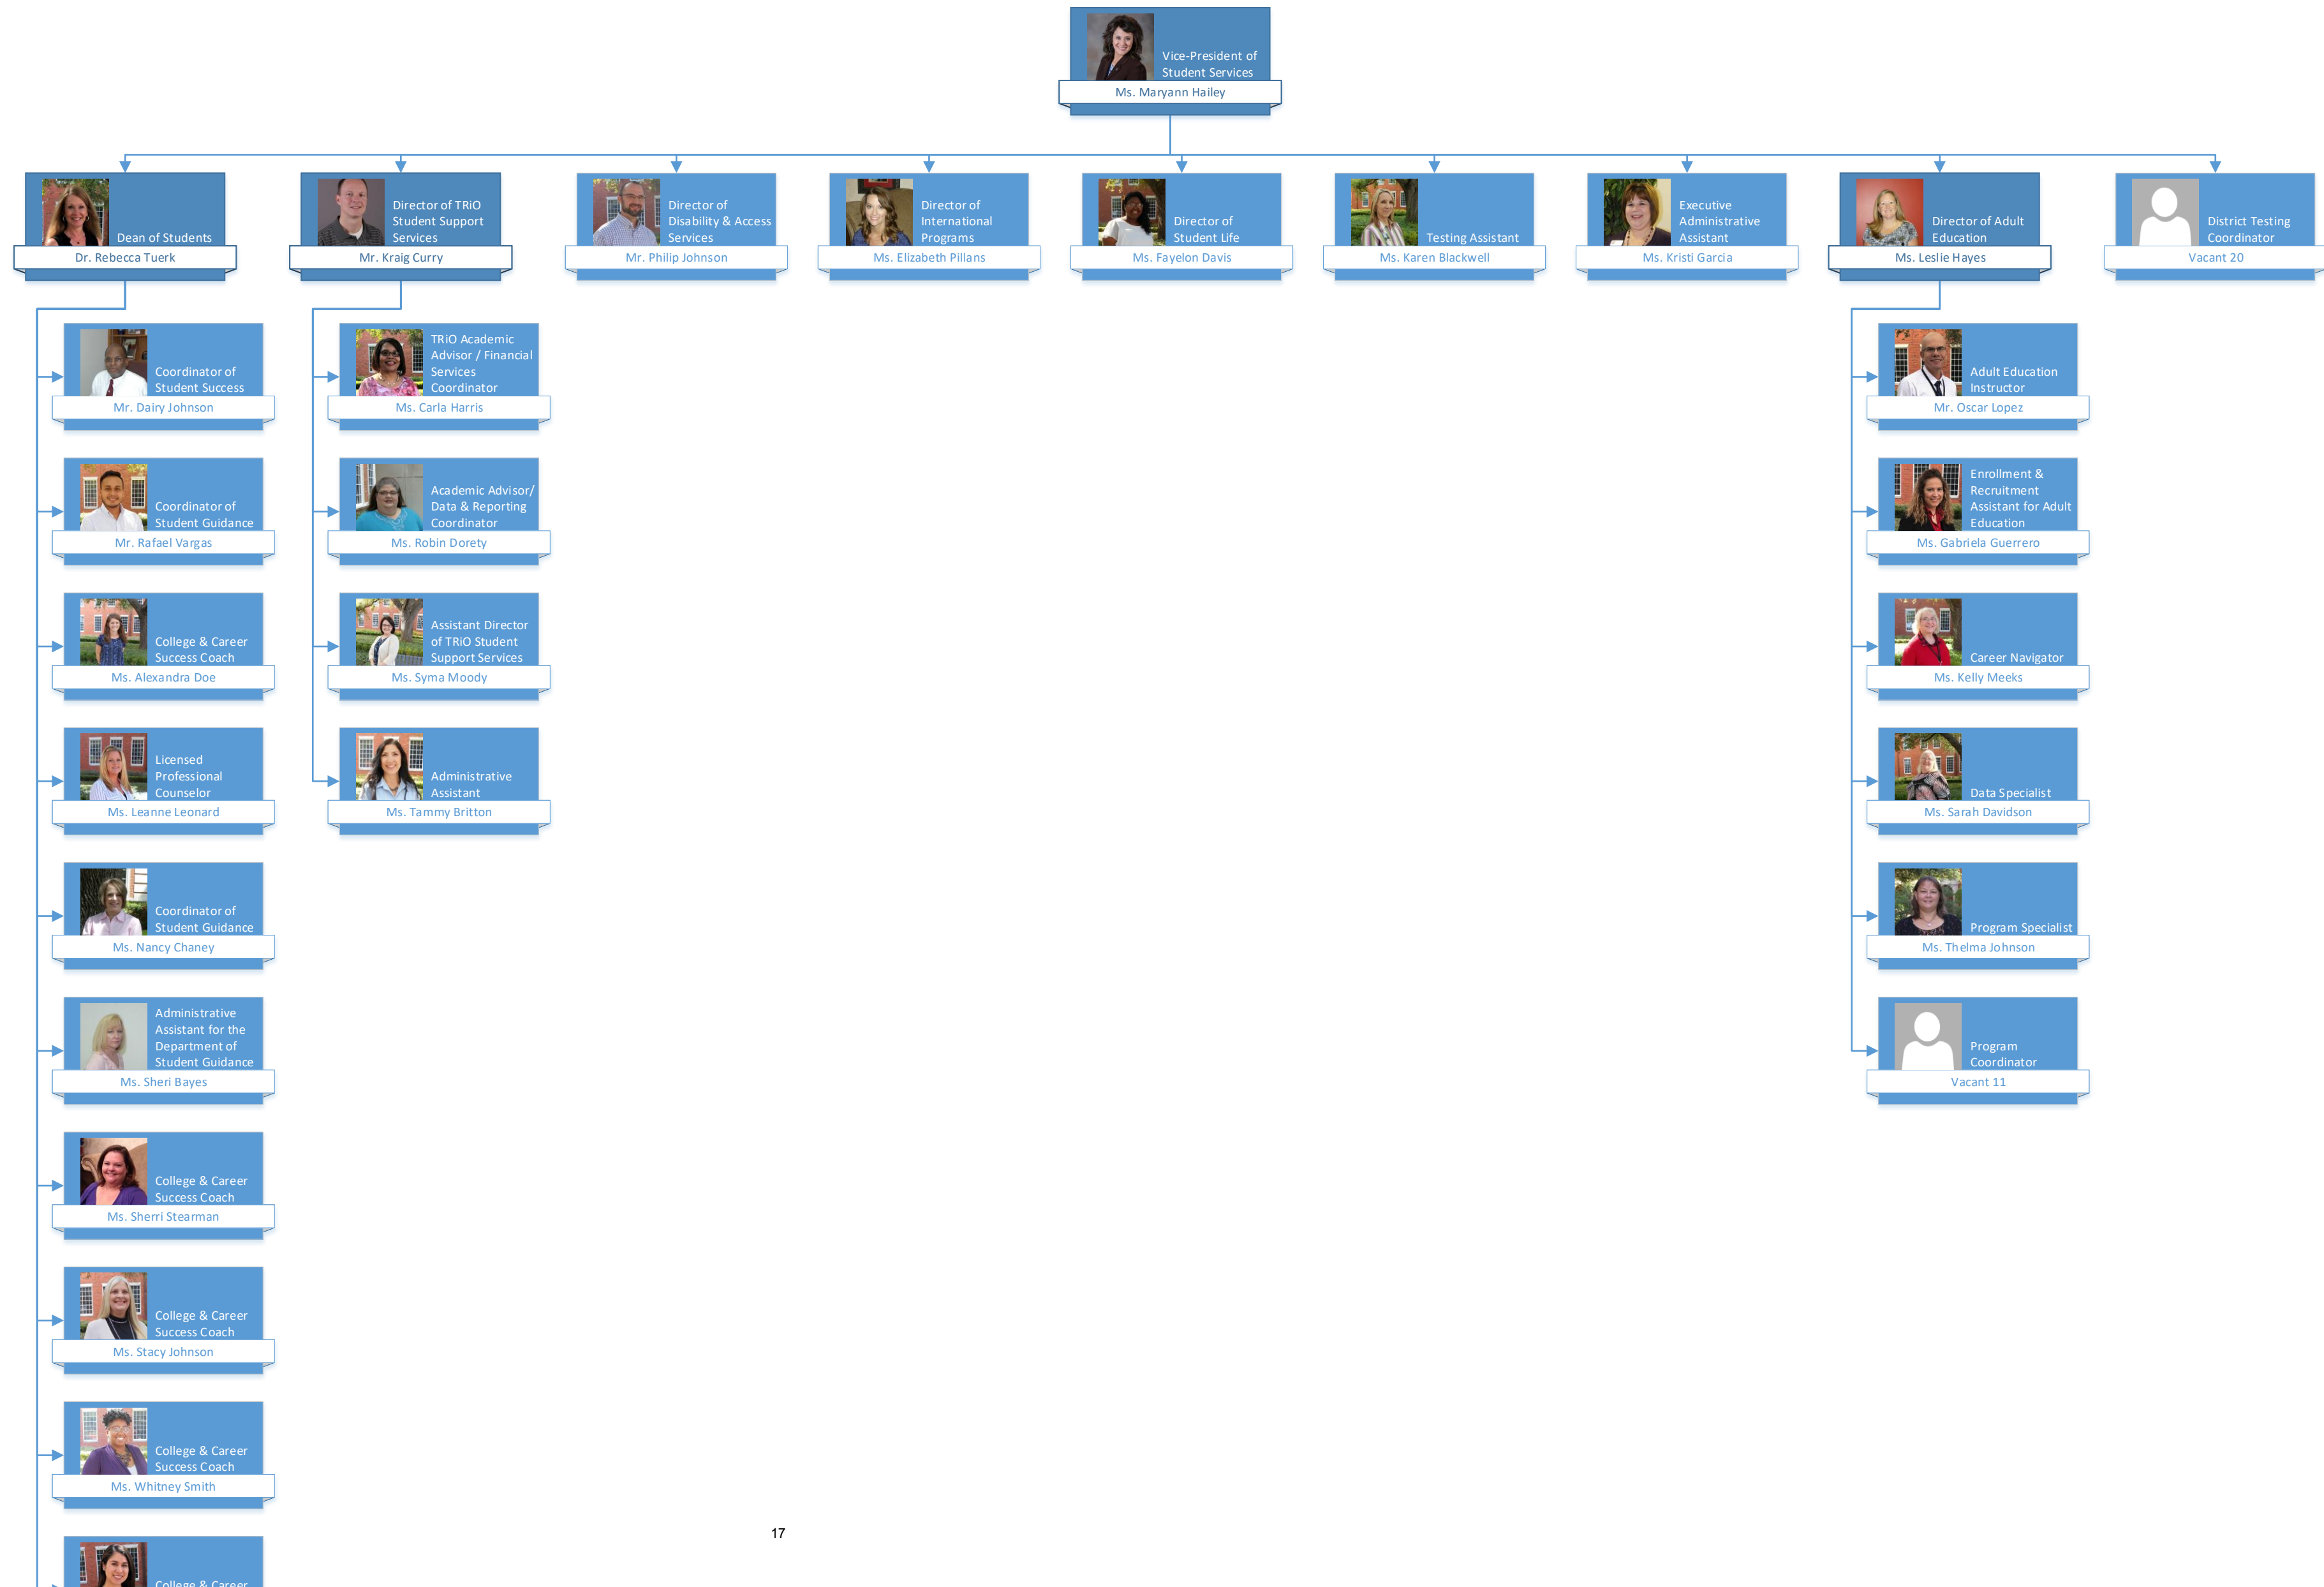 Vice-President of
Student Services
Ms. Maryann Hailey
Dean of Students
Dr. Rebecca Tuerk
Director of TRiO
Student Support
Services
Mr. Kraig Curry
Director of
Disability & Access
Services
Mr. Philip Johnson
Director of
International
Programs
Ms. Elizabeth Pillans
Director of
Student Life
Ms. Fayelon Davis
Testing Assistant
Ms. Karen Blackwell
Executive
Administrative
Assistant
Ms. Kristi Garcia
Director of Adult
Education
Ms. Leslie Hayes
District Testing
Coordinator
Vacant 20
Coordinator of
Student Success
Mr. Dairy Johnson
Coordinator of
Student Guidance
Mr. Rafael Vargas
College & Career
Success Coach
Ms. Alexandra Doe
Licensed
Professional
Counselor
Ms. Leanne Leonard
Coordinator of
Student Guidance
Ms. Nancy Chaney
Administrative
Assistant for the
Department of
Student Guidance
Ms. Sheri Bayes
College & Career
Success Coach
Ms. Sherri Stearman
College & Career
Success Coach
Ms. Stacy Johnson
College & Career
Success Coach
Ms. Whitney Smith
College & Career
TRiO Academic
Advisor / Financial
Services
Coordinator
Ms. Carla Harris
Academic Advisor/
Data & Reporting
Coordinator
Ms. Robin Dorety
Assistant Director
of TRiO Student
Support Services
Ms. Syma Moody
Administrative
Assistant
Ms. Tammy Britton
Adult Education
Instructor
Mr. Oscar Lopez
Enrollment &
Recruitment
Assistant for Adult
Education
Ms. Gabriela Guerrero
Career Navigator
Ms. Kelly Meeks
Data Specialist
Ms. Sarah Davidson
Program Specialist
Ms. Thelma Johnson
Program
Coordinator
Vacant 11
17